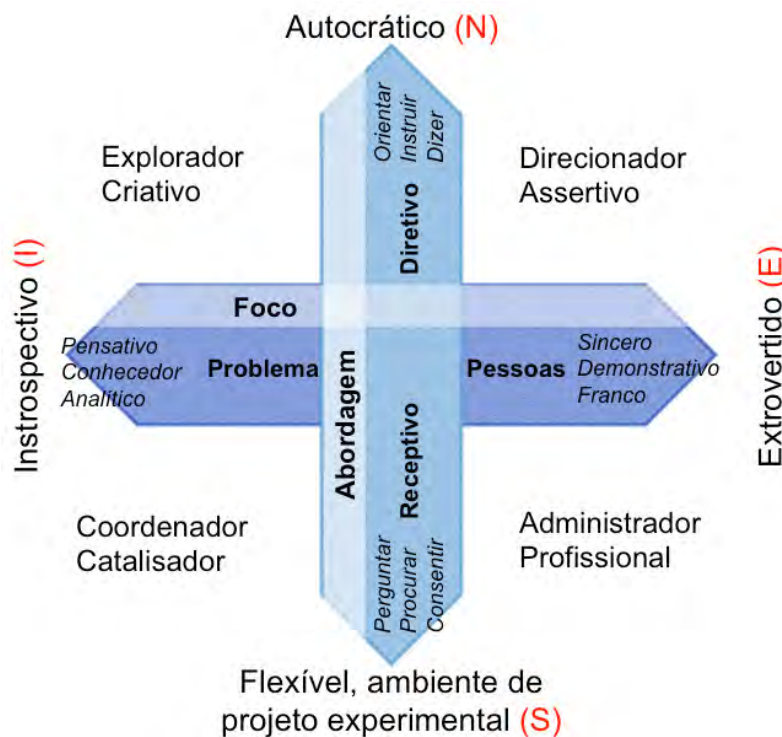 Autocrático (N)
Orientar
Instruir
Dizer
Explorador
Criativo
Direcionador
Assertivo
Diretivo
Instrospectivo (I)
Extrovertido (E)
Foco
Pensativo
Conhecedor
Analítico
Problema
Pessoas
Sincero
Demonstrativo
Franco
Abordagem
Receptivo
Coordenador
Catalisador
Administrador
Profissional
Perguntar
Procurar
Consentir
Flexível, ambiente de
projeto experimental (S)